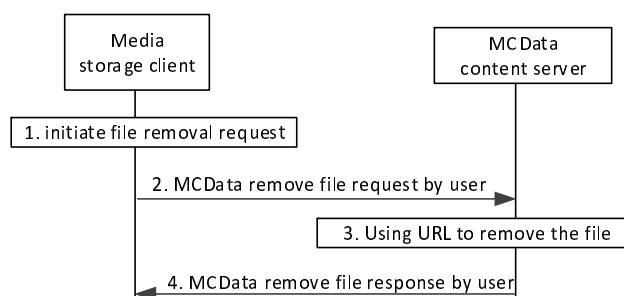 Media
storage client
MCData
content server
1. initiate file removal request
2. MCData remove file request by user
3. Using URL to remove the file
4. MCData remove file response by user